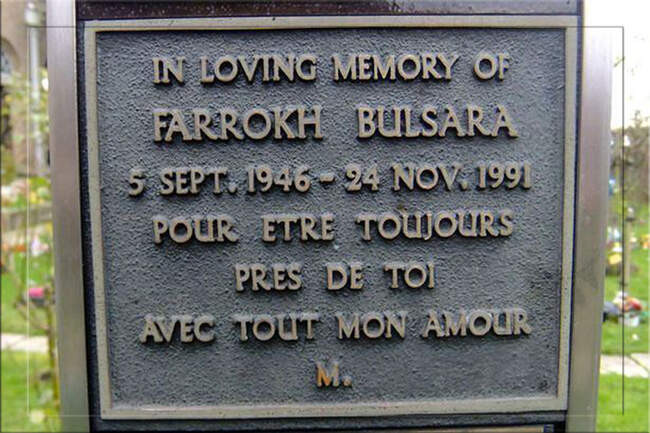 IN LOVING MEMORY OF
FARROKH BULSARA
5 SEPT. 1946 – 24 NOV. 1991
POUR ETRE TOUJOURS
PRES DE TOI
AVEC TOUT MON AMOUR
M.